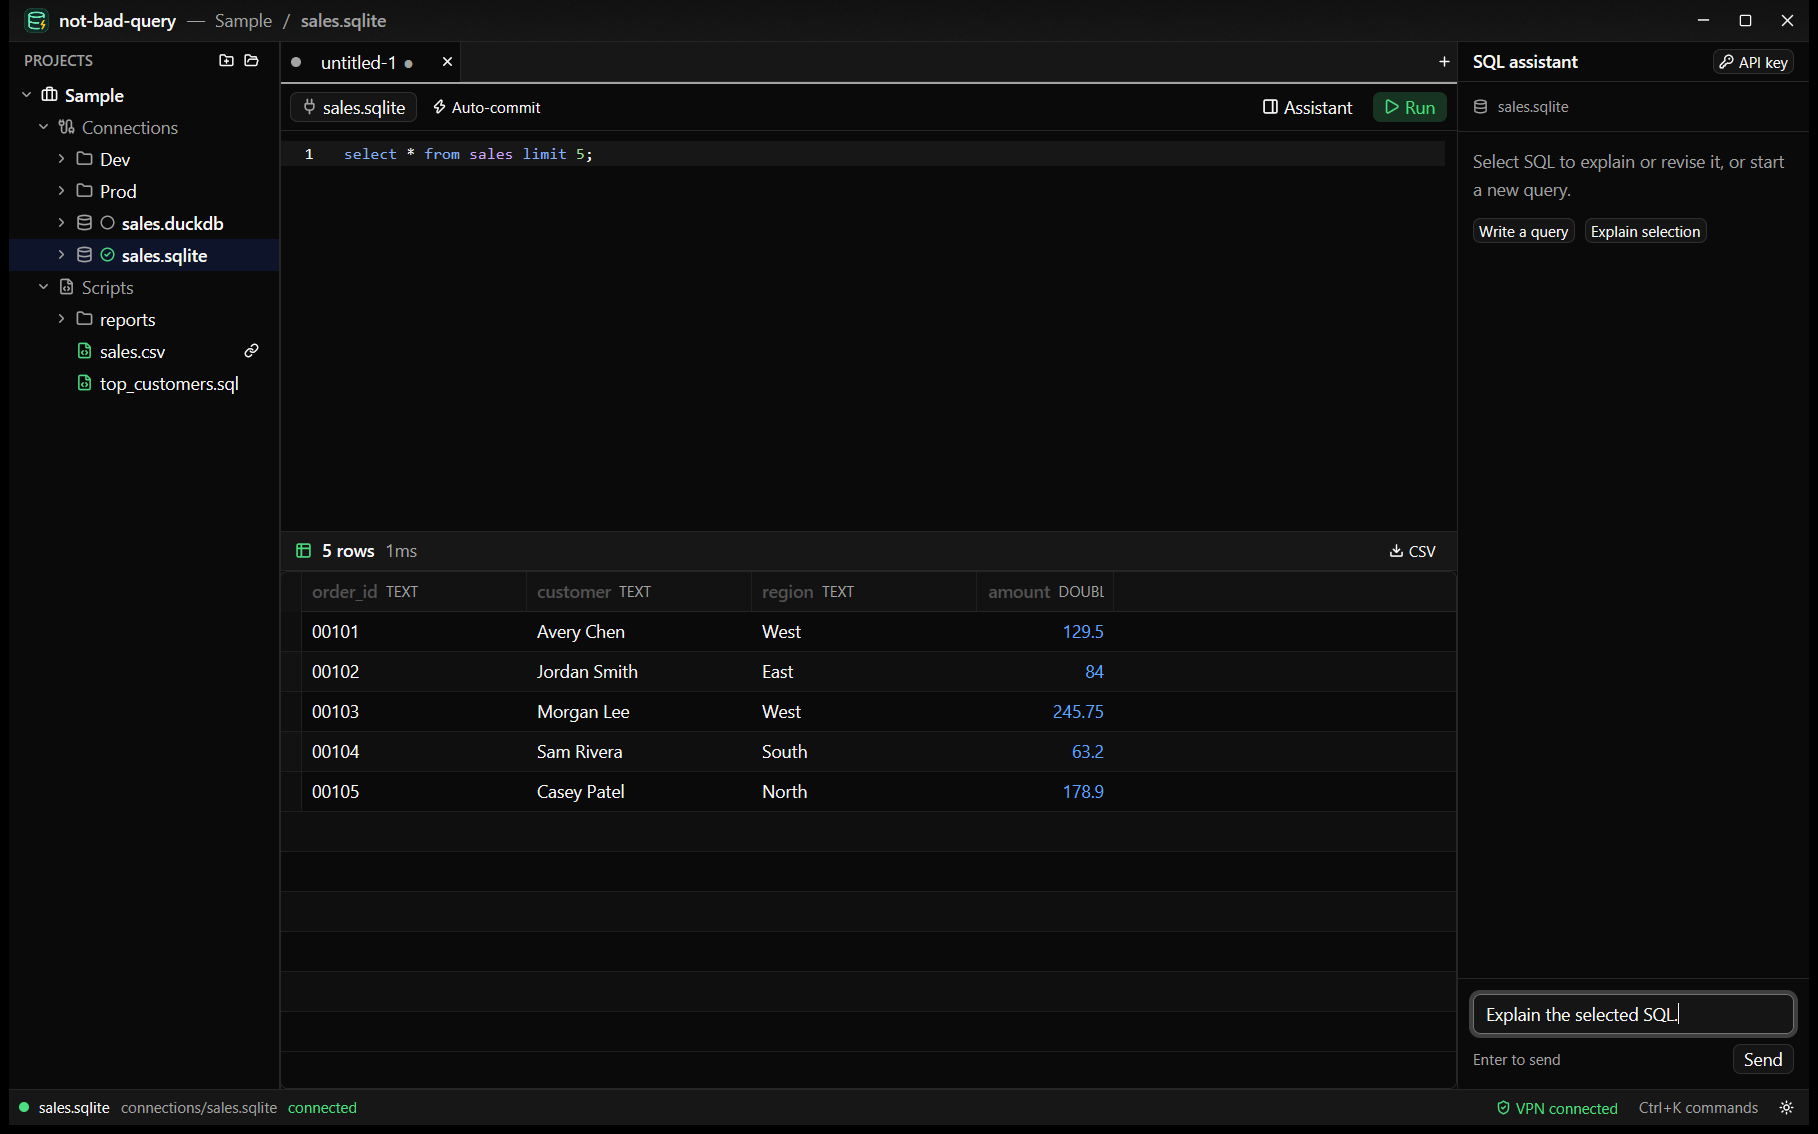 not-bad-query — Sample / sales.sqlite
PROJECTS
Sample
Connections
Dev
Prod
sales.duckdb
sales.sqlite
Scripts
reports
sales.csv
top_customers.sql
untitled-1
sales.sqlite Auto-commit Assistant Run
1 select * from sales limit 5;
5 rows 1ms CSV
order_id TEXT customer TEXT region TEXT amount DOUBL
00101 Avery Chen West 129.5
00102 Jordan Smith East 84
00103 Morgan Lee West 245.75
00104 Sam Rivera South 63.2
00105 Casey Patel North 178.9
SQL assistant API key
sales.sqlite
Select SQL to explain or revise it, or start
a new query.
Write a query Explain selection
Explain the selected SQL.
Enter to send Send
sales.sqlite connections/sales.sqlite connected VPN connected Ctrl+K commands